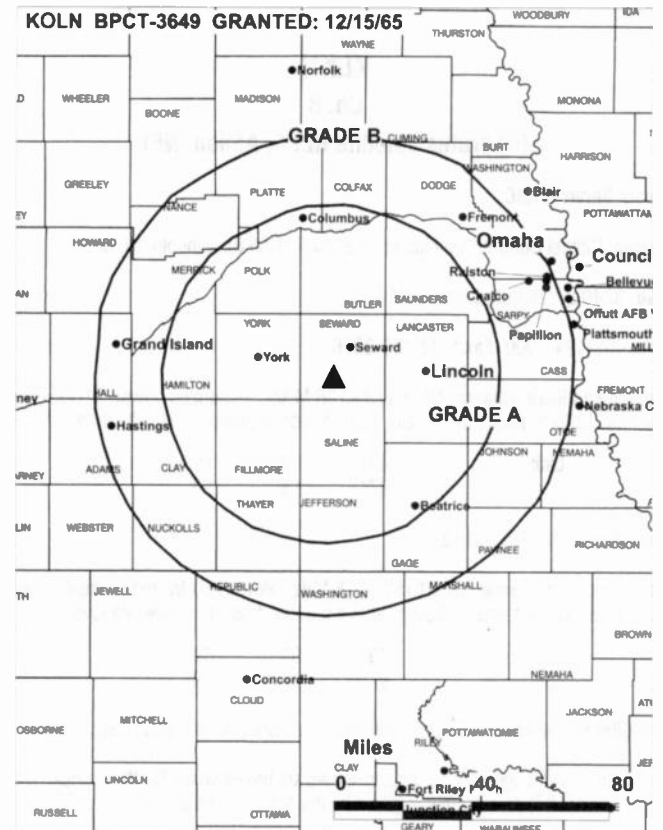 KOLN BPCT-3649 GRANTED: 12/15/65
WOODBURY
IDA
THURSTON
WAYNE
Norfolk
WHEELER
MADISON
MONONA
BOONE
GRADE B
CUMING
BURT
HARRISON
WASHINGTON
GREELEY
PLATTE
COLFAX
DODGE
Blair
NANCE
POTTAWATTAM
Columbus
Fremont
HOWARD
Omaha
Council
MERRICK
POLK
Ralston
Bellevue
BUTLER
SAUNDERS
Chalco
SARPY
Offutt AFB
YORK
SEWARD
LANCASTER
Papillion
Plattsmouth
Grand Island
York
Seward
MILL
Lincoln
CASS
HALL
HAMILTON
FREMONT
GRADE A
Nebraska C
Hastings
OTOE
SALINE
JOHNSON
NEMAHA
ADAMS
CLAY
FILLMORE
THAYER
JEFFERSON
Beatrice
WEBSTER
NUCKOLLS
GAGE
PAWNEE
RICHARDSON
JEWELL
REPUBLIC
WASHINGTON
MARSHALL
BROWN
Concordia
NEMAHA
CLOUD
JACKSON
MITCHELL
OSBORNE
POTTAWATOMIE
Miles
RILEY
CLAY
0 40 80
LINCOLN
Fort Riley
Junction City
RUSSELL
OTTAWA
GEARY
WABAUNSEE